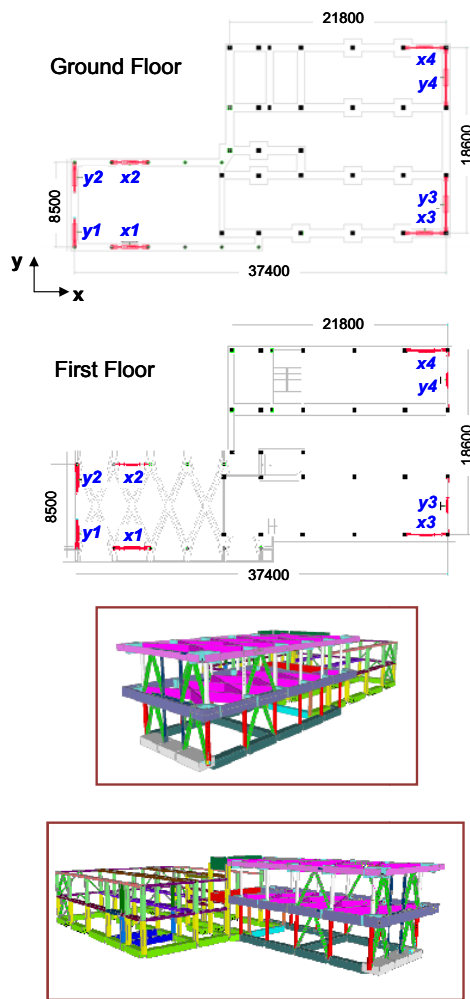 21800
Ground Floor
x4
y4
18600
y2 x2
8500
y3
y1 x1 x3
y
x
37400
21800
First Floor
x4
y4
18600
y2 x2
8500
y3
y1 x1 x3
37400